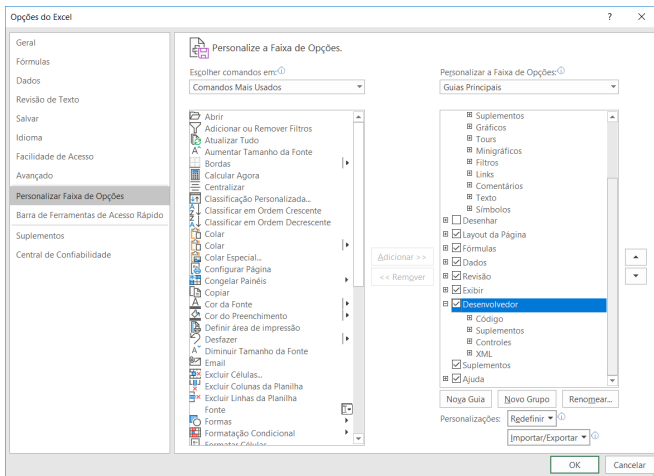 Opções do Excel
?
Geral
Fórmulas
Dados
Revisão de Texto
Salvar
Idioma
Facilidade de Acesso
Avançado
Personalizar Faixa de Opções
Barra de Ferramentas de Acesso Rápido
Suplementos
Central de Confiabilidade
Personalize a Faixa de Opções.
Escolher comandos em:
Comandos Mais Usados
Abrir
Adicionar ou Remover Filtros
Atualizar Tudo
Aumentar Tamanho da Fonte
Bordas
Calcular Agora
Centralizar
Classificação Personalizada...
Classificar em Ordem Crescente
Classificar em Ordem Decrescente
Colar
Colar
Colar Especial...
Configurar Página
Congelar Painéis
Copiar
Cor da Fonte
Cor do Preenchimento
Definir área de impressão
Desfazer
Diminuir Tamanho da Fonte
Email
Excluir Células...
Excluir Colunas da Planilha
Excluir Linhas da Planilha
Fonte
Formas
Formatação Condicional
Formatar Células
Adicionar >>
<< Remover
Personalizar a Faixa de Opções:
Guias Principais
Suplementos
Gráficos
Tours
Minigráficos
Filtros
Links
Comentários
Texto
Símbolos
Desenhar
Layout da Página
Fórmulas
Dados
Revisão
Exibir
Desenvolvedor
Código
Suplementos
Controles
XML
Suplementos
Ajuda
Nova Guia Novo Grupo Renomear...
Personalizações: Redefinir
Importar/Exportar
OK Cancelar